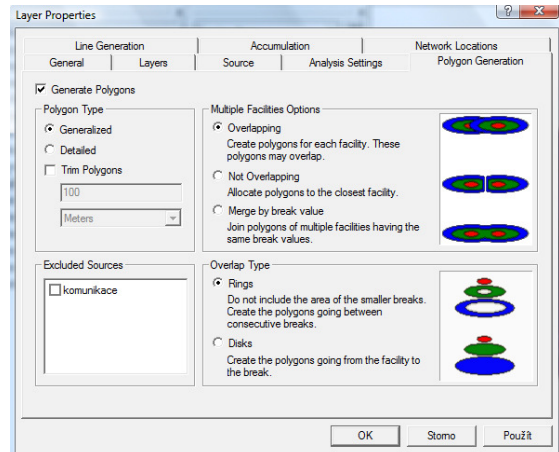 Layer Properties
Line Generation
Accumulation
Network Locations
General
Layers
Source
Analysis Settings
Polygon Generation
Generate Polygons
Polygon Type
Generalized
Detailed
Trim Polygons
100
Meters
Multiple Facilities Options
Overlapping
Create polygons for each facility. These
polygons may overlap.
Not Overlapping
Allocate polygons to the closest facility.
Merge by break value
Join polygons of multiple facilities having the
same break values.
Excluded Sources
komunikace
Overlap Type
Rings
Do not include the area of the smaller breaks.
Create the polygons going between
consecutive breaks.
Disks
Create the polygons going from the facility to
the break.
OK
Storno
Použít